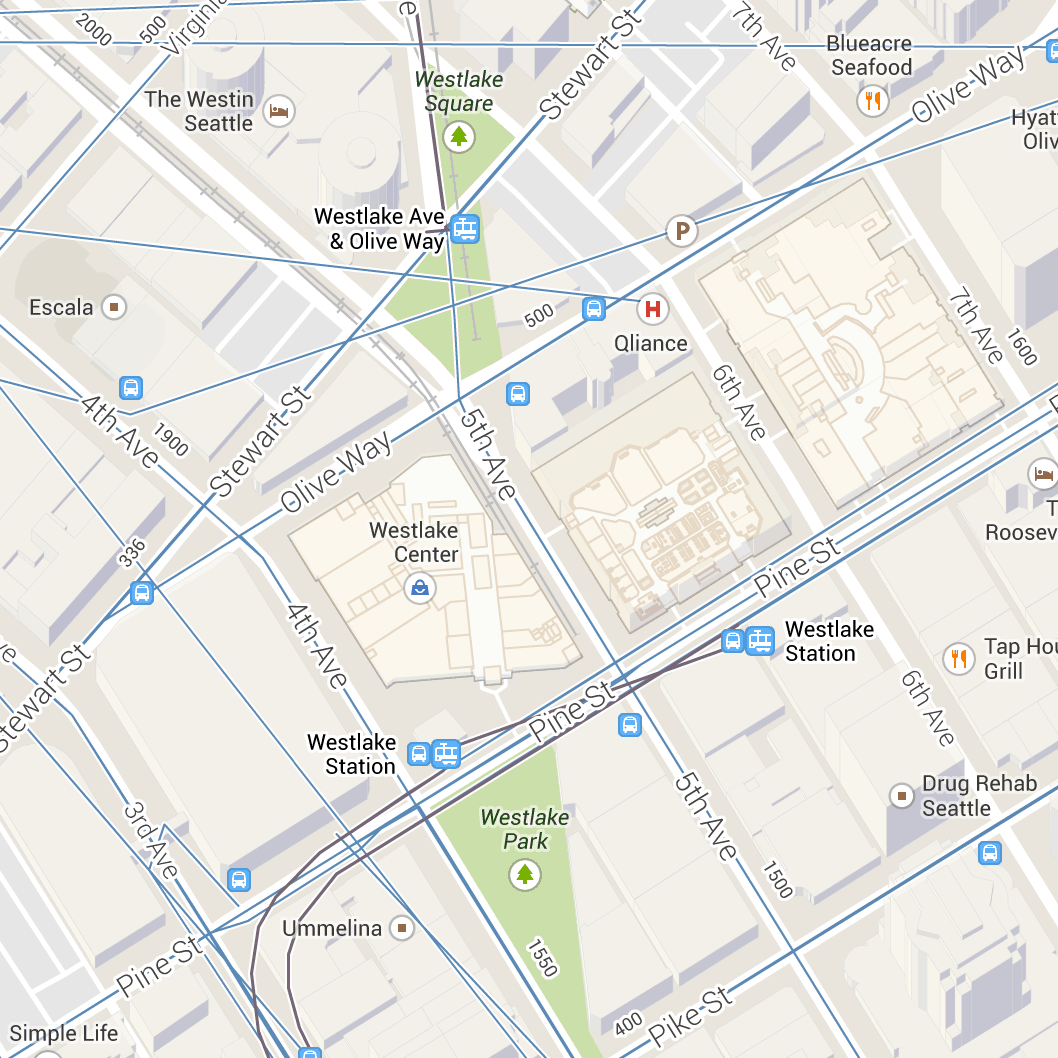 2000
500
Virginia
e
Stewart St
7th Ave
Blueacre
Seafood
Olive Way
Westlake
Square
The Westin
Seattle
Hyat
Oliv
Westlake Ave
& Olive Way
P
Escala
500
H
Qliance
7th Ave
1600
6th Ave
4th Ave
1900
Stewart St
Olive Way
5th Ave
Westlake
Center
T
Roosev
336
Pine St
4th Ave
Westlake
Station
Tap Hou
Grill
ve
Stewart St
6th Ave
Pine St
Westlake
Station
5th Ave
Drug Rehab
Seattle
3rd Ave
Westlake
Park
1500
Ummelina
1550
Pine St
400
Pike St
Simple Life